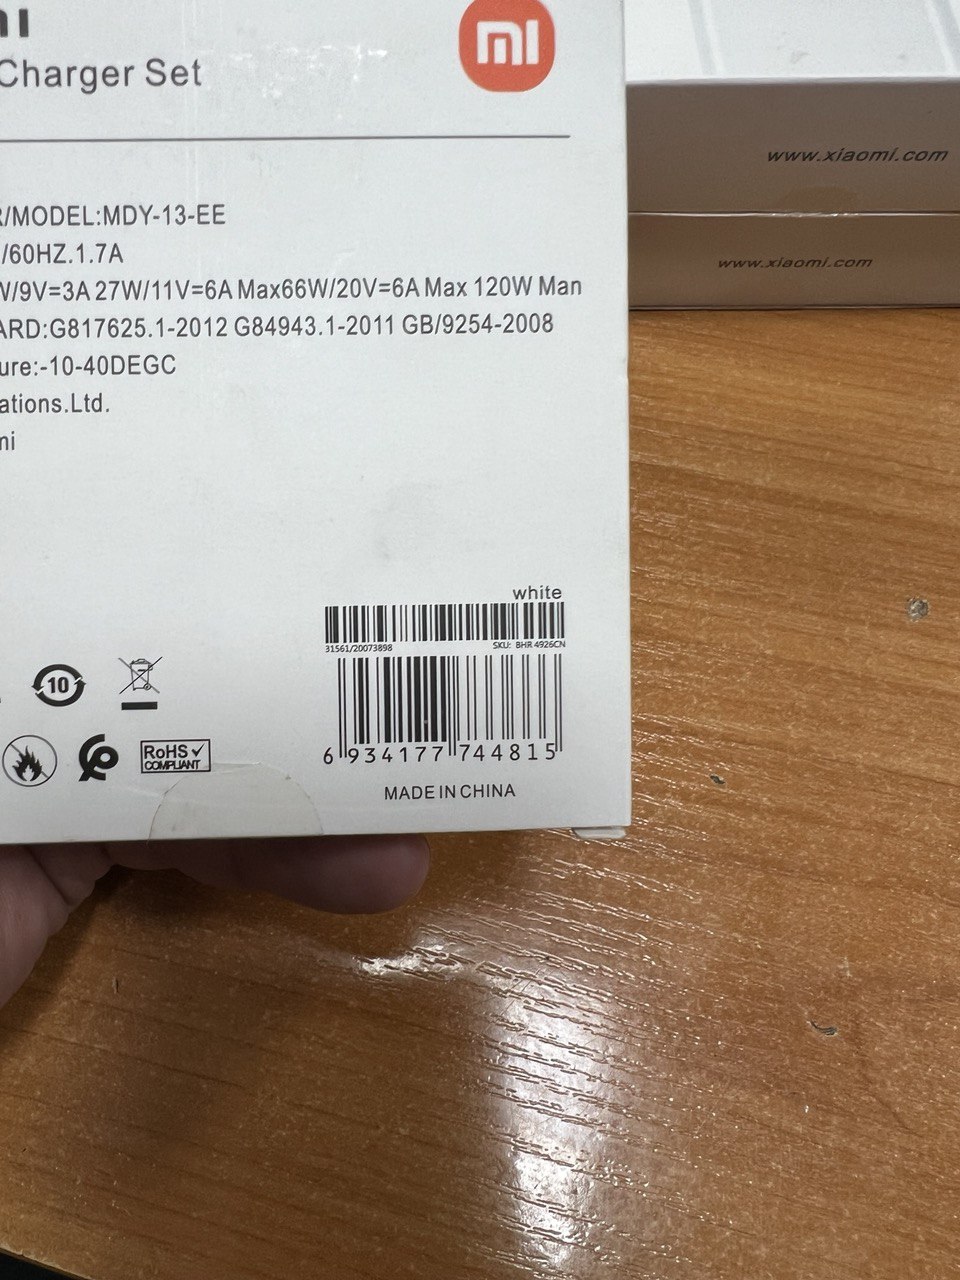 Charger Set
www.xiaomi.com
www.xiaomi.com
R/MODEL:MDY-13-EE
/60HZ.1.7A
V/9V=3A 27W/11V=6A Max66W/20V=6A Max 120W Man
ARD:G817625.1-2012 G84943.1-2011 GB/9254-2008
ure:-10-40DEGC
ations.Ltd.
mi
white
31561/20073898 SKU: BHR 4926CN
6 934177 744815
MADE IN CHINA
10
RoHS
COMPLIANT